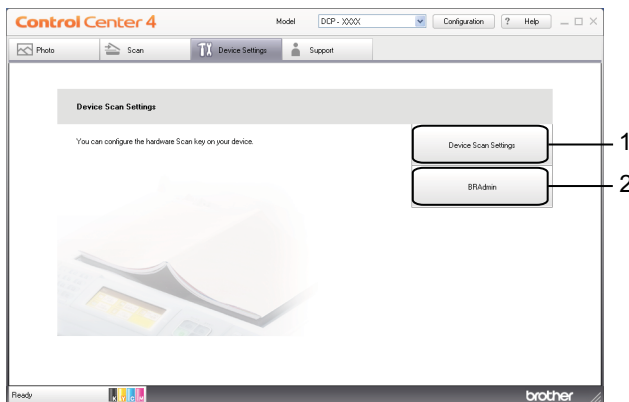 Control Center 4 Model DCP - XXXX Configuration ? Help
Photo Scan Device Settings Support
Device Scan Settings
You can configure the hardware Scan key on your device.
Device Scan Settings 1
BRAdmin 2
Ready K Y C M brother